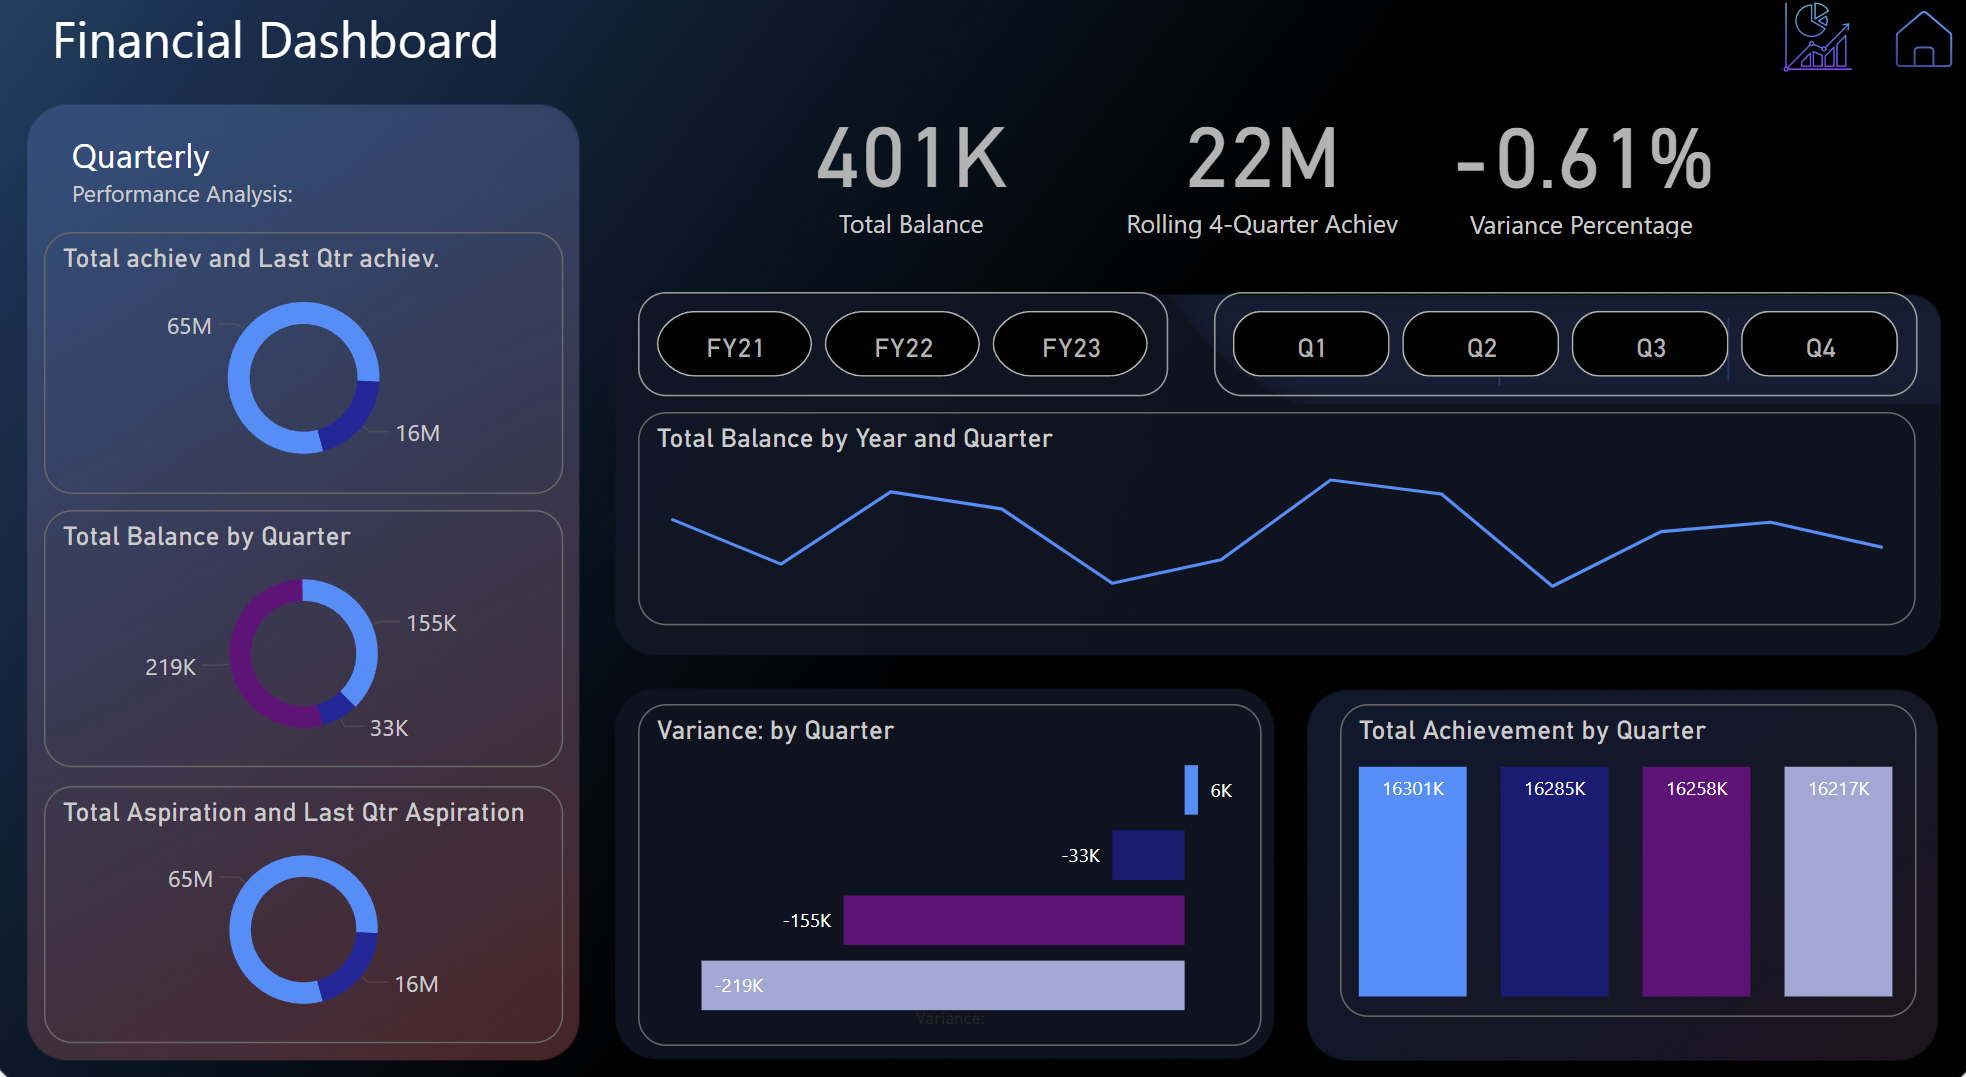 Financial Dashboard
Quarterly
Performance Analysis:
Total achiev and Last Qtr achiev.
65M
16M
Total Balance by Quarter
155K
219K
33K
Total Aspiration and Last Qtr Aspiration
65M
16M
401K
Total Balance
22M
Rolling 4-Quarter Achiev
-0.61%
Variance Percentage
FY21 FY22 FY23
Q1 Q2 Q3 Q4
Total Balance by Year and Quarter
Variance: by Quarter
6K
-33K
-155K
-219K
Variance:
Total Achievement by Quarter
16301K 16285K 16258K 16217K